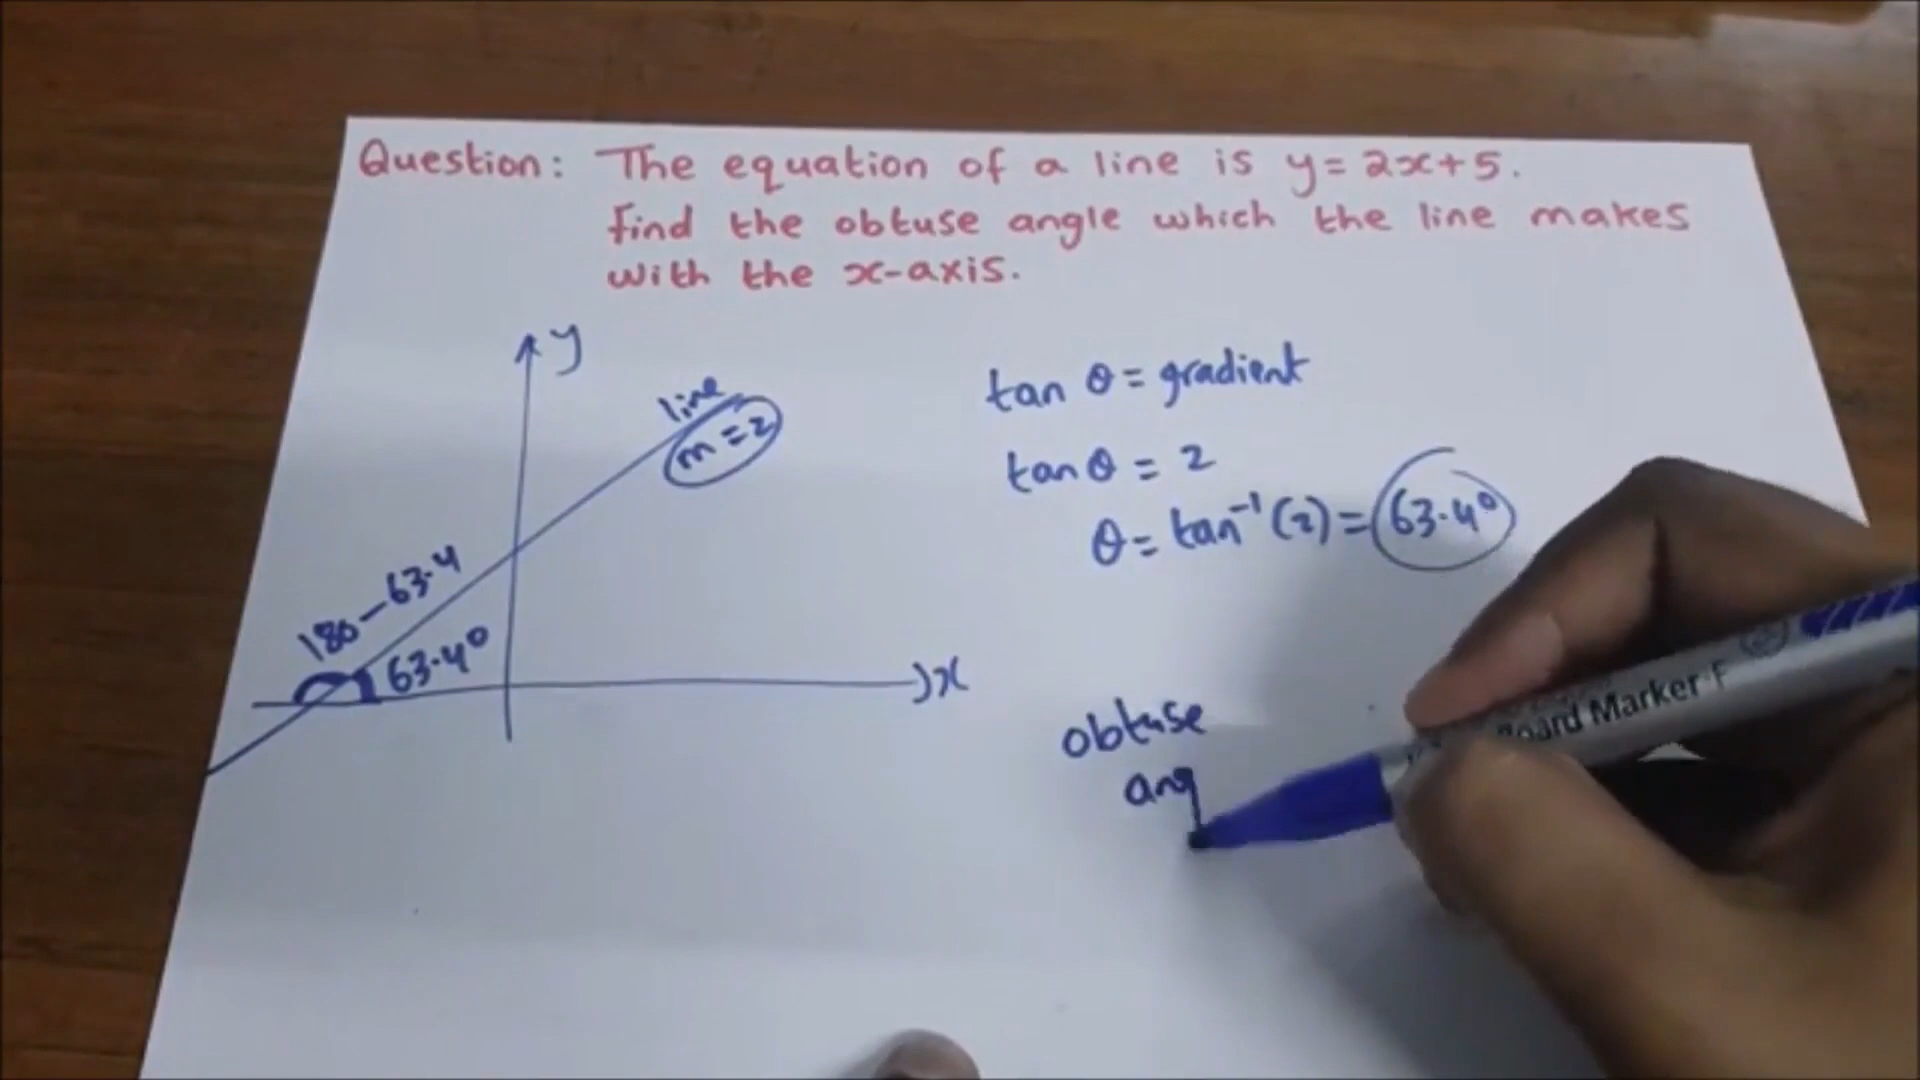 Question: The equation of a line is y=2x+5.
Find the obtuse angle which the line makes
with the x-axis.
y
line
m=2
180-63.4
63.4°
x
tan θ = gradient
tan θ = 2
θ = tan⁻¹(2) = 63.4°
obtuse
ang
Board Marker-F